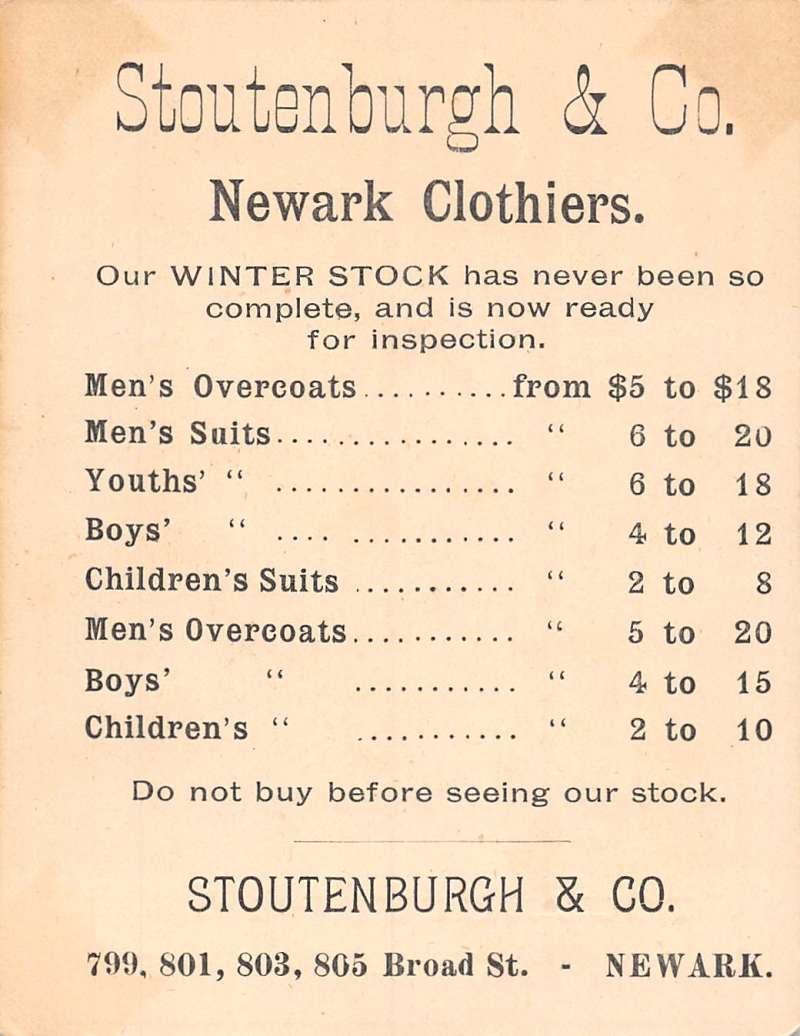 Stoutenburgh & Co.
Newark Clothiers.
Our WINTER STOCK has never been so
complete, and is now ready
for inspection.
Men's Overcoats..........from $5 to $18
Men's Suits................ “ 6 to 20
Youths' “ ................ “ 6 to 18
Boys' “ .... ............ “ 4 to 12
Children's Suits ........... “ 2 to 8
Men's Overcoats............ “ 5 to 20
Boys' “ ............ “ 4 to 15
Children's “ ............ “ 2 to 10
Do not buy before seeing our stock.
STOUTENBURGH & CO.
799, 801, 803, 805 Broad St. - NEWARK.